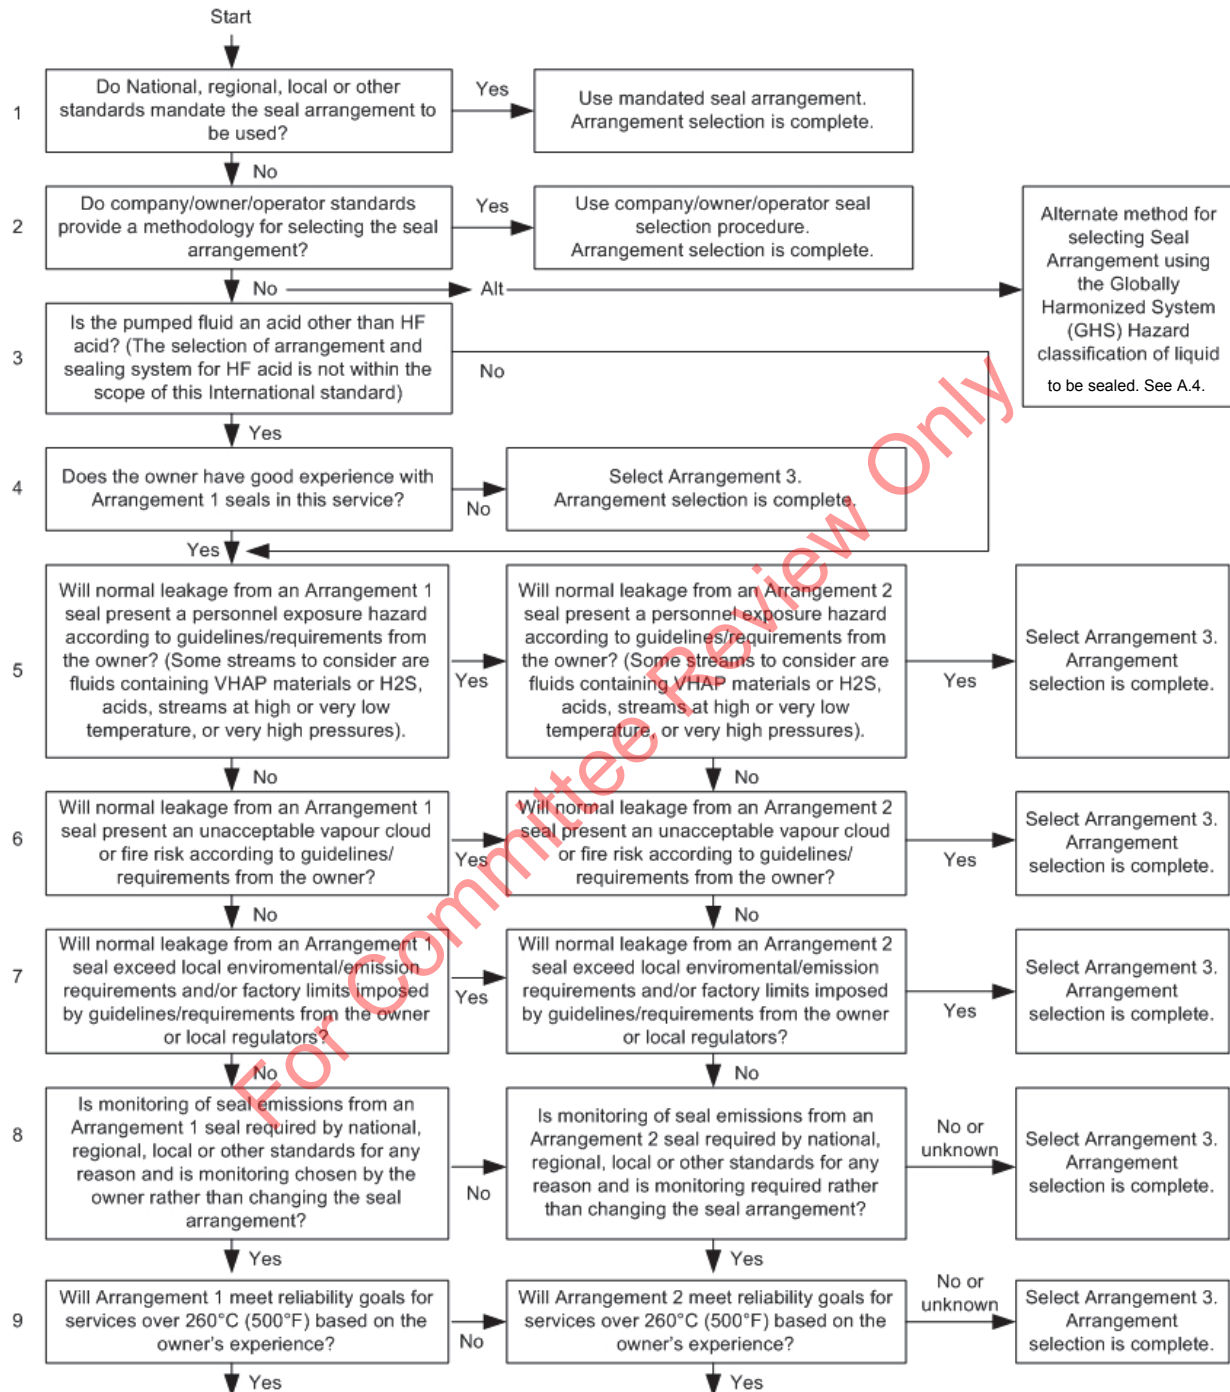 Start
1
Do National, regional, local or other
standards mandate the seal arrangement to
be used?
Yes
Use mandated seal arrangement.
Arrangement selection is complete.
No
2
Do company/owner/operator standards
provide a methodology for selecting the seal
arrangement?
Yes
Use company/owner/operator seal
selection procedure.
Arrangement selection is complete.
Alternate method for
selecting Seal
Arrangement using
the Globally
Harmonized System
(GHS) Hazard
classification of liquid
to be sealed. See A.4.
No
Alt
3
Is the pumped fluid an acid other than HF
acid? (The selection of arrangement and
sealing system for HF acid is not within the
scope of this International standard)
No
Yes
4
Does the owner have good experience with
Arrangement 1 seals in this service?
No
Select Arrangement 3.
Arrangement selection is complete.
Yes
5
Will normal leakage from an Arrangement 1
seal present a personnel exposure hazard
according to guidelines/requirements from
the owner? (Some streams to consider are
fluids containing VHAP materials or H2S,
acids, streams at high or very low
temperature, or very high pressures).
Yes
Will normal leakage from an Arrangement 2
seal present a personnel exposure hazard
according to guidelines/requirements from
the owner? (Some streams to consider are
fluids containing VHAP materials or H2S,
acids, streams at high or very low
temperature, or very high pressures).
Yes
Select Arrangement 3.
Arrangement
selection is complete.
No
No
6
Will normal leakage from an Arrangement 1
seal present an unacceptable vapour cloud
or fire risk according to guidelines/
requirements from the owner?
Yes
Will normal leakage from an Arrangement 2
seal present an unacceptable vapour cloud
or fire risk according to guidelines/
requirements from the owner?
Yes
Select Arrangement 3.
Arrangement
selection is complete.
No
No
7
Will normal leakage from an Arrangement 1
seal exceed local enviromental/emission
requirements and/or factory limits imposed
by guidelines/requirements from the owner
or local regulators?
Yes
Will normal leakage from an Arrangement 2
seal exceed local enviromental/emission
requirements and/or factory limits imposed
by guidelines/requirements from the owner
or local regulators?
Yes
Select Arrangement 3.
Arrangement
selection is complete.
No
No
8
Is monitoring of seal emissions from an
Arrangement 1 seal required by national,
regional, local or other standards for any
reason and is monitoring chosen by the
owner rather than changing the seal
arrangement?
No
Is monitoring of seal emissions from an
Arrangement 2 seal required by national,
regional, local or other standards for any
reason and is monitoring required rather
than changing the seal arrangement?
No or
unknown
Select Arrangement 3.
Arrangement
selection is complete.
Yes
Yes
9
Will Arrangement 1 meet reliability goals for
services over 260°C (500°F) based on the
owner's experience?
No
Will Arrangement 2 meet reliability goals for
services over 260°C (500°F) based on the
owner's experience?
No or
unknown
Select Arrangement 3.
Arrangement
selection is complete.
Yes
Yes
For Committee Review Only